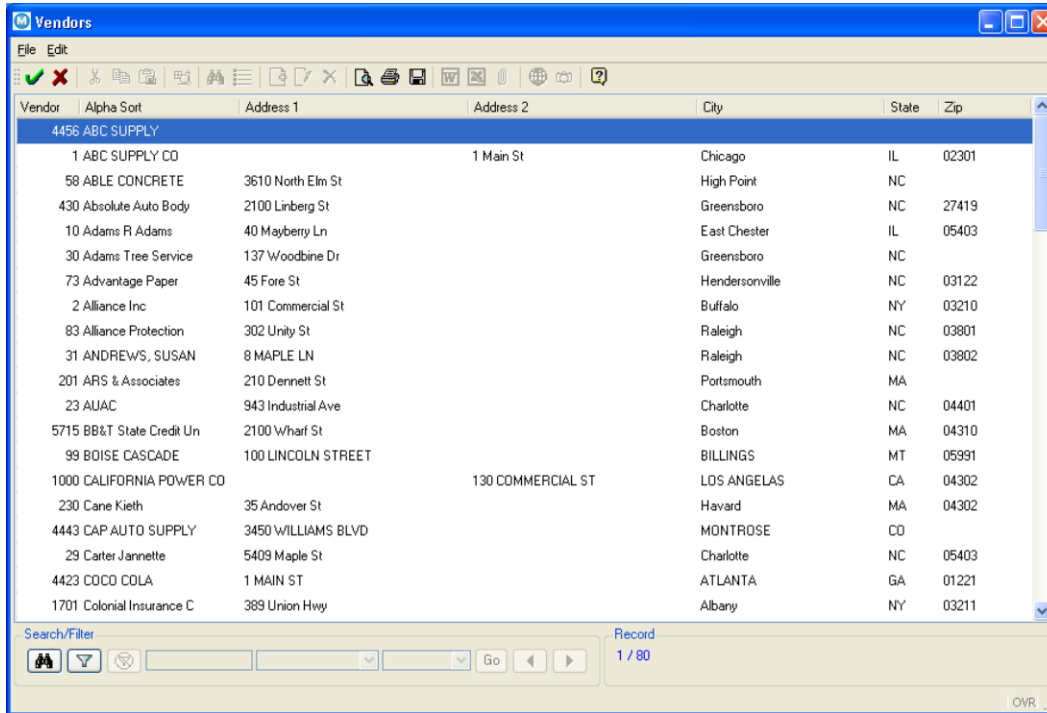 Vendors
File Edit
Vendor Alpha Sort Address 1 Address 2 City State Zip
4456 ABC SUPPLY
1 ABC SUPPLY CO 1 Main St Chicago IL 02301
58 ABLE CONCRETE 3610 North Elm St High Point NC
430 Absolute Auto Body 2100 Linberg St Greensboro NC 27419
10 Adams R Adams 40 Mayberry Ln East Chester IL 05403
30 Adams Tree Service 137 Woodbine Dr Greensboro NC
73 Advantage Paper 45 Fore St Hendersonville NC 03122
2 Alliance Inc 101 Commercial St Buffalo NY 03210
83 Alliance Protection 302 Unity St Raleigh NC 03801
31 ANDREWS, SUSAN 8 MAPLE LN Raleigh NC 03802
201 ARS & Associates 210 Dennett St Portsmouth MA
23 AUAC 943 Industrial Ave Charlotte NC 04401
5715 BB&T State Credit Un 2100 Wharf St Boston MA 04310
99 BOISE CASCADE 100 LINCOLN STREET BILLINGS MT 05991
1000 CALIFORNIA POWER CO 130 COMMERCIAL ST LOS ANGELAS CA 04302
230 Cane Kieth 35 Andover St Havard MA 04302
4443 CAP AUTO SUPPLY 3450 WILLIAMS BLVD MONTROSE CO
29 Carter Jannette 5409 Maple St Charlotte NC 05403
4423 COCO COLA 1 MAIN ST ATLANTA GA 01221
1701 Colonial Insurance C 389 Union Hwy Albany NY 03211
Search/Filter Record
Go 1 / 80
OVR